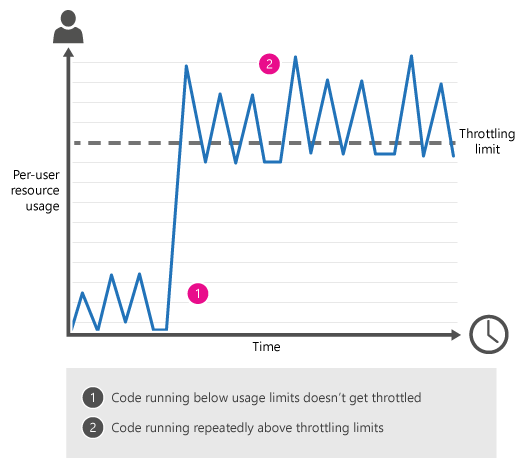 2
Throttling
limit
Per-user
resource
usage
1
Time
1 Code running below usage limits doesn't get throttled
2 Code running repeatedly above throttling limits